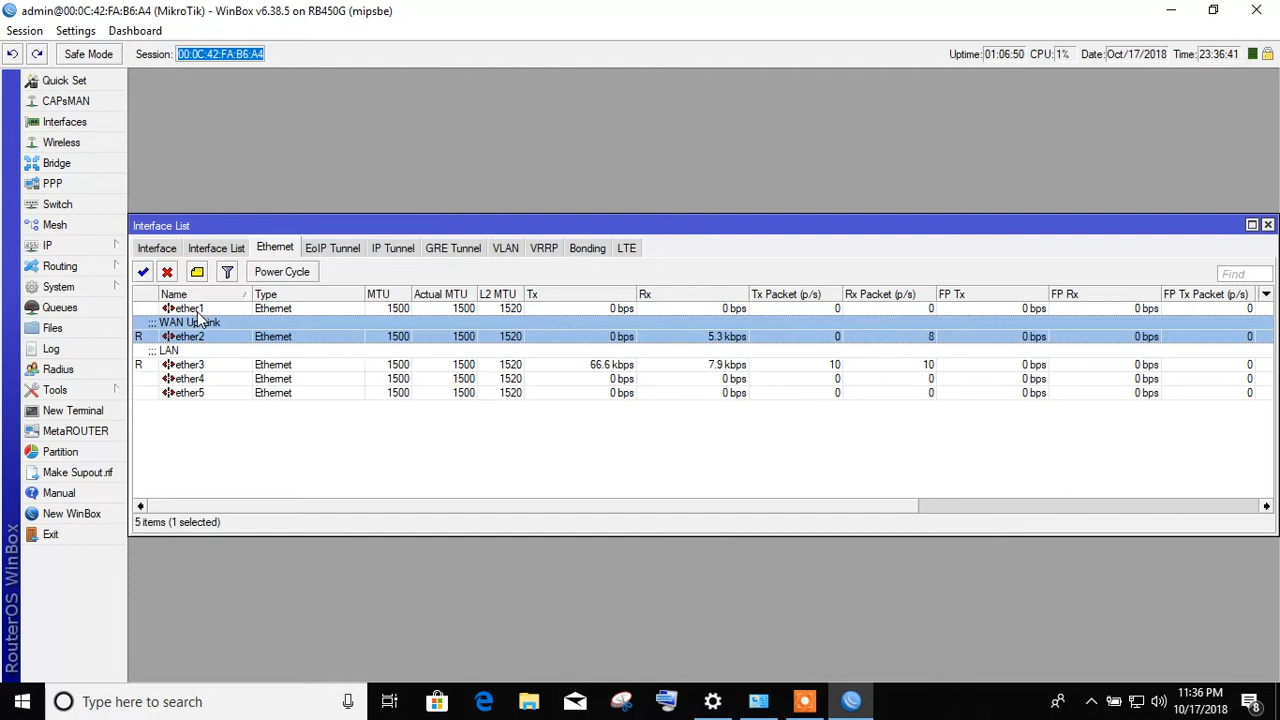 admin@00:0C:42:FA:B6:A4 (MikroTik) - WinBox v6.38.5 on RB450G (mipsbe)
Session Settings Dashboard
Safe Mode Session: 00:0C:42:FA:B6:A4 Uptime: 01:06:50 CPU: 1% Date: Oct/17/2018 Time: 23:36:41
Quick Set
CAPsMAN
Interfaces
Wireless
Bridge
PPP
Switch
Mesh
IP
Routing
System
Queues
Files
Log
Radius
Tools
New Terminal
MetaROUTER
Partition
Make Supout.rif
Manual
New WinBox
Exit
RouterOS WinBox
Interface List
Interface Interface List Ethernet EoIP Tunnel IP Tunnel GRE Tunnel VLAN VRRP Bonding LTE
Power Cycle Find
Name Type MTU Actual MTU L2 MTU Tx Rx Tx Packet (p/s) Rx Packet (p/s) FP Tx FP Rx FP Tx Packet (p/s)
ether1 Ethernet 1500 1500 1520 0 bps 0 bps 0 0 0 bps 0 bps 0
;;; WAN Uplink
R ether2 Ethernet 1500 1500 1520 0 bps 5.3 kbps 0 8 0 bps 0 bps 0
;;; LAN
R ether3 Ethernet 1500 1500 1520 66.6 kbps 7.9 kbps 10 10 0 bps 0 bps 0
ether4 Ethernet 1500 1500 1520 0 bps 0 bps 0 0 0 bps 0 bps 0
ether5 Ethernet 1500 1500 1520 0 bps 0 bps 0 0 0 bps 0 bps 0
5 items (1 selected)
Type here to search
11:36 PM
10/17/2018
8